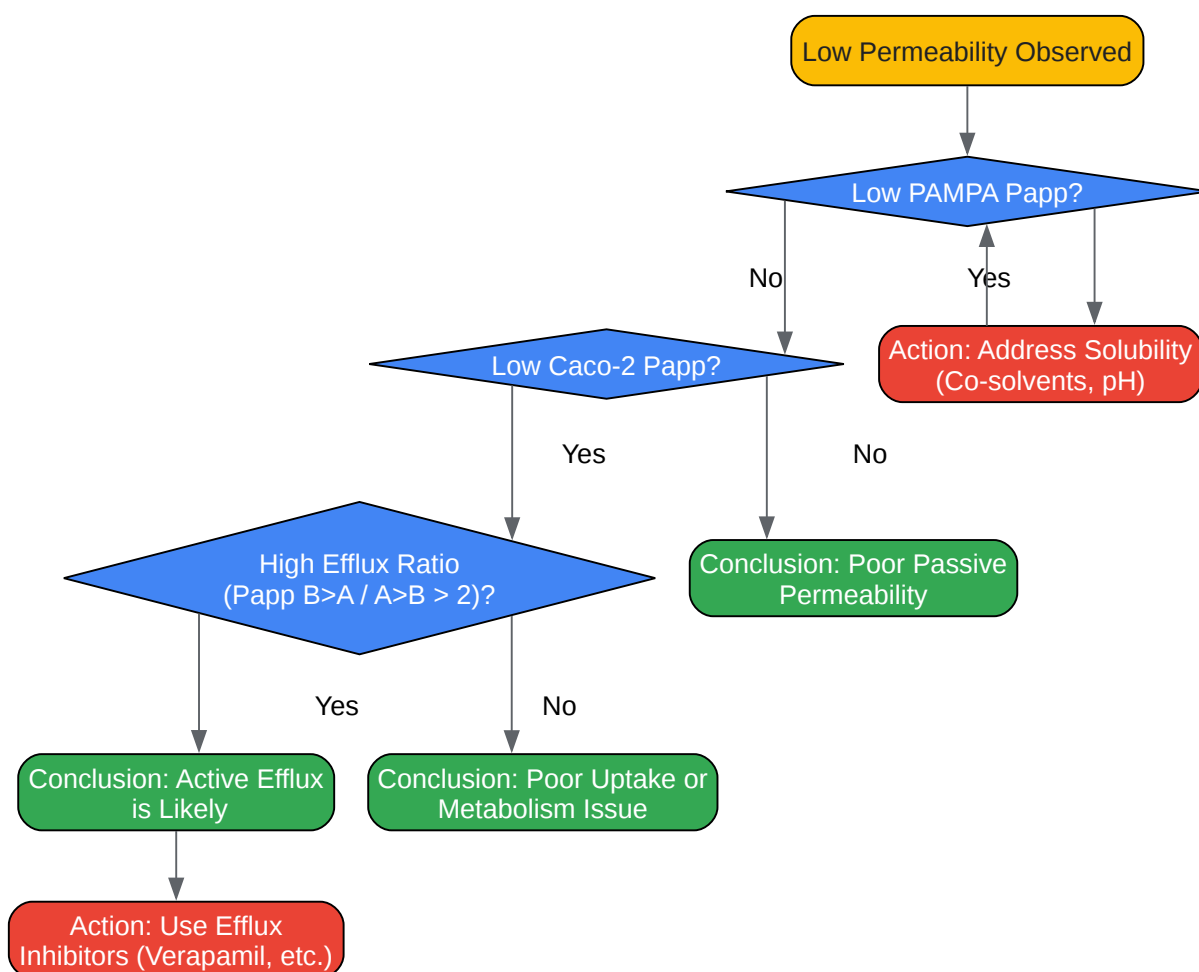 Low Permeability Observed
Low PAMPA Papp?
No
Yes
Action: Address Solubility
(Co-solvents, pH)
Low Caco-2 Papp?
Yes
No
High Efflux Ratio
(Papp B>A / A>B > 2)?
Conclusion: Poor Passive
Permeability
Yes
No
Conclusion: Active Efflux
is Likely
Conclusion: Poor Uptake or
Metabolism Issue
Action: Use Efflux
Inhibitors (Verapamil, etc.)